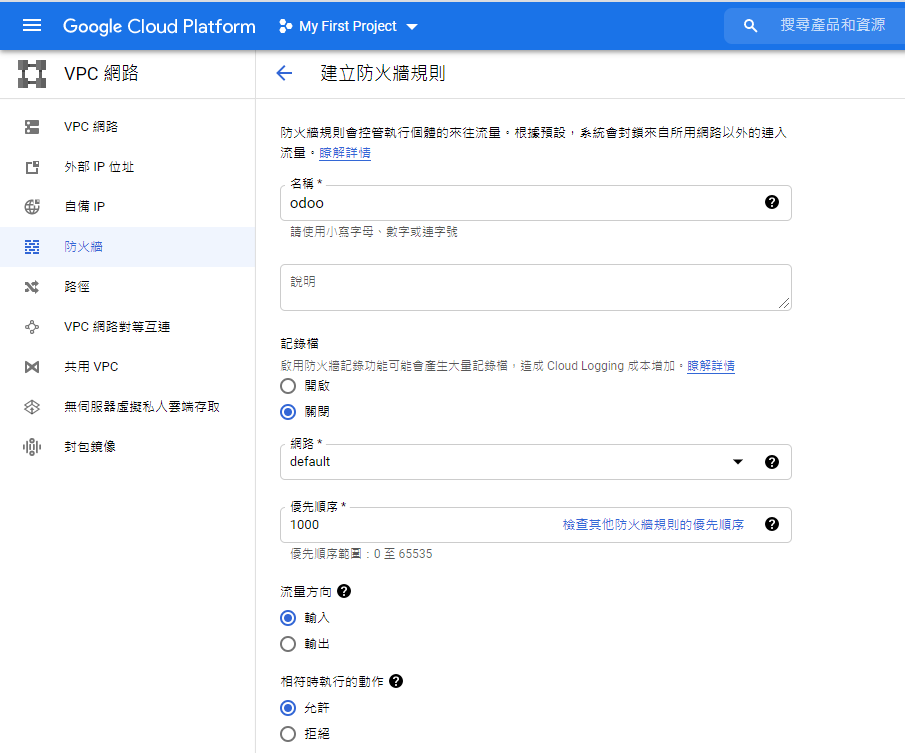 Google Cloud Platform
My First Project
搜尋產品和資源
VPC 網路
建立防火牆規則
VPC 網路
外部 IP 位址
自備 IP
防火牆
路徑
VPC 網路對等互連
共用 VPC
無伺服器虛擬私人雲端存取
封包鏡像
防火牆規則會控管執行個體的來往流量。根據預設，系統會封鎖來自所用網路以外的連入
流量。瞭解詳情
名稱 *
odoo
請使用小寫字母、數字或連字號
說明
記錄檔
啟用防火牆記錄功能可能會產生大量記錄檔，造成 Cloud Logging 成本增加。瞭解詳情
開啟
關閉
網路 *
default
優先順序 *
1000
檢查其他防火牆規則的優先順序
優先順序範圍：0 至 65535
流量方向
輸入
輸出
相符時執行的動作
允許
拒絕